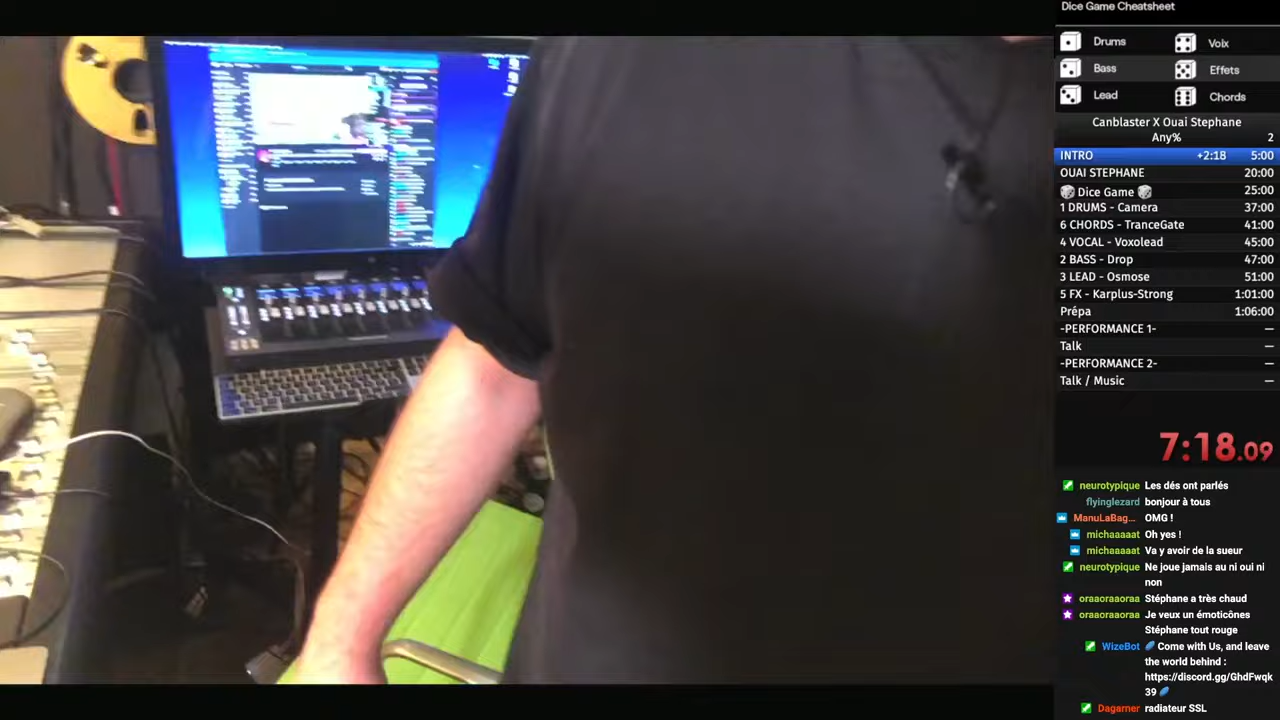 Dice Game Cheatsheet
Drums
Voix
Bass
Effets
Lead
Chords
Canblaster X Ouai Stephane
Any% 2
INTRO +2:18 5:00
OUAI STEPHANE 20:00
🎲 Dice Game 🎲 25:00
1 DRUMS - Camera 37:00
6 CHORDS - TranceGate 41:00
4 VOCAL - Voxolead 45:00
2 BASS - Drop 47:00
3 LEAD - Osmose 51:00
5 FX - Karplus-Strong 1:01:00
Prépa 1:06:00
-PERFORMANCE 1- —
Talk —
-PERFORMANCE 2- —
Talk / Music —
7:18.09
neurotypique Les dés ont parlés
flyinglezard bonjour à tous
ManuLaBag... OMG !
michaaaaat Oh yes !
michaaaaat Va y avoir de la sueur
neurotypique Ne joue jamais au ni oui ni
non
oraaoraaoraa Stéphane a très chaud
oraaoraaoraa Je veux un émoticônes
Stéphane tout rouge
WizeBot Come with Us, and leave
the world behind :
https://discord.gg/GhdFwqk
39
Dagarner radiateur SSL